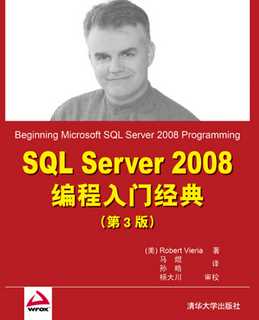 Beginning Microsoft SQL Server 2008 Programming
SQL Server 2008
编程入门经典
（第 3 版）
(美) Robert Vieria 著
马 煜
孙 皓 译
杨大川 审校
wrox
清华大学出版社